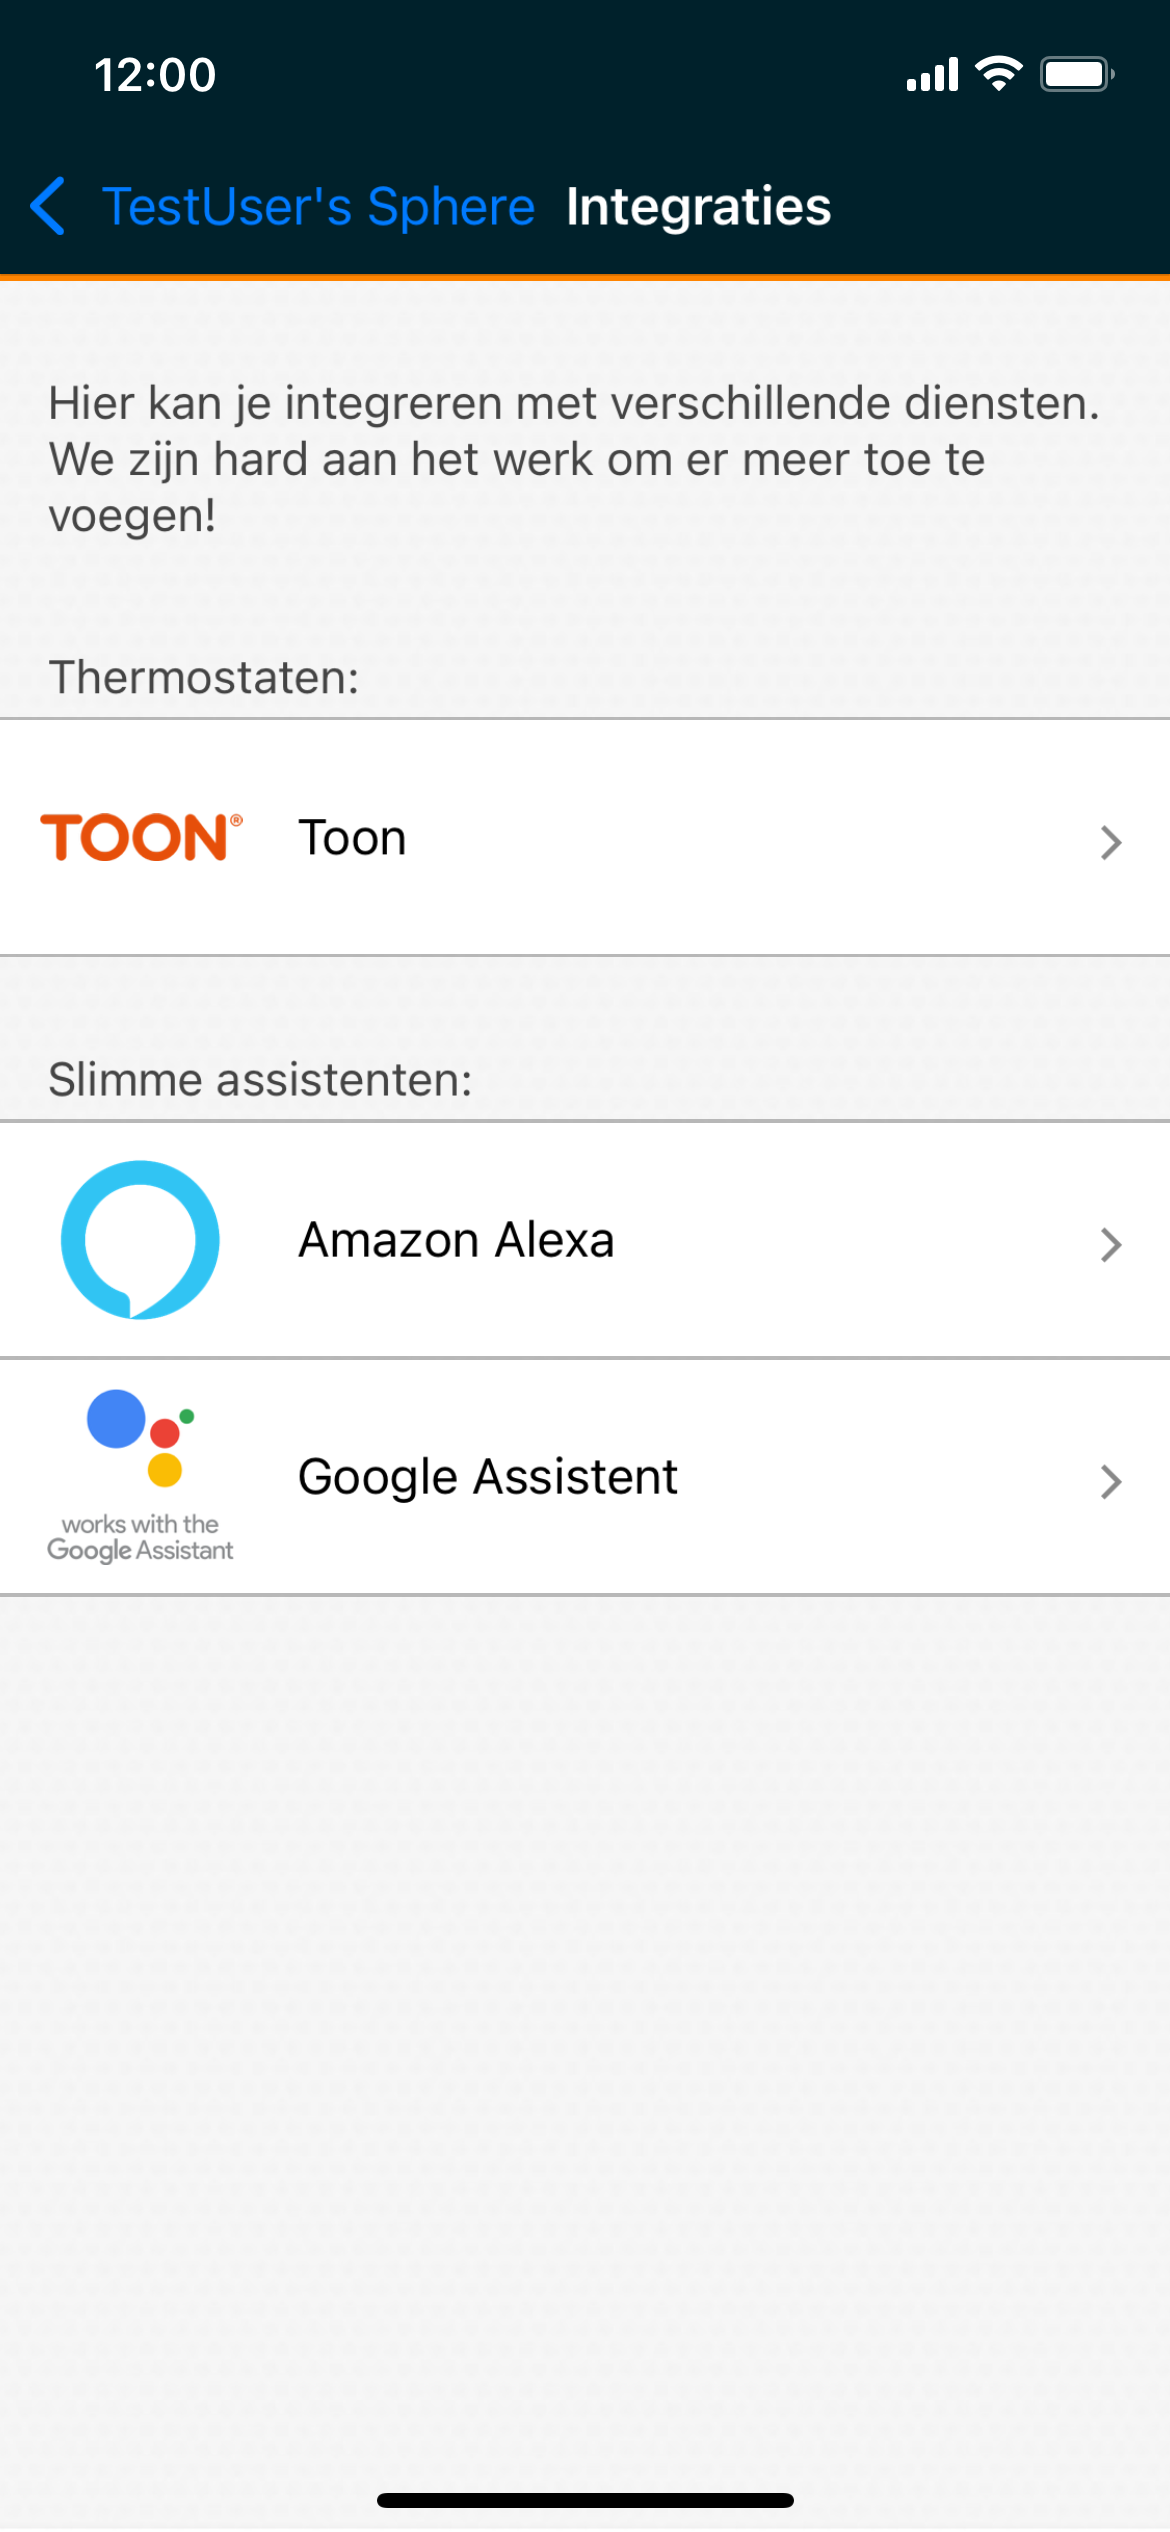 12:00
TestUser's Sphere Integraties
Hier kan je integreren met verschillende diensten.
We zijn hard aan het werk om er meer toe te
voegen!
Thermostaten:
TOON® Toon
Slimme assistenten:
Amazon Alexa
Google Assistent
works with the
Google Assistant